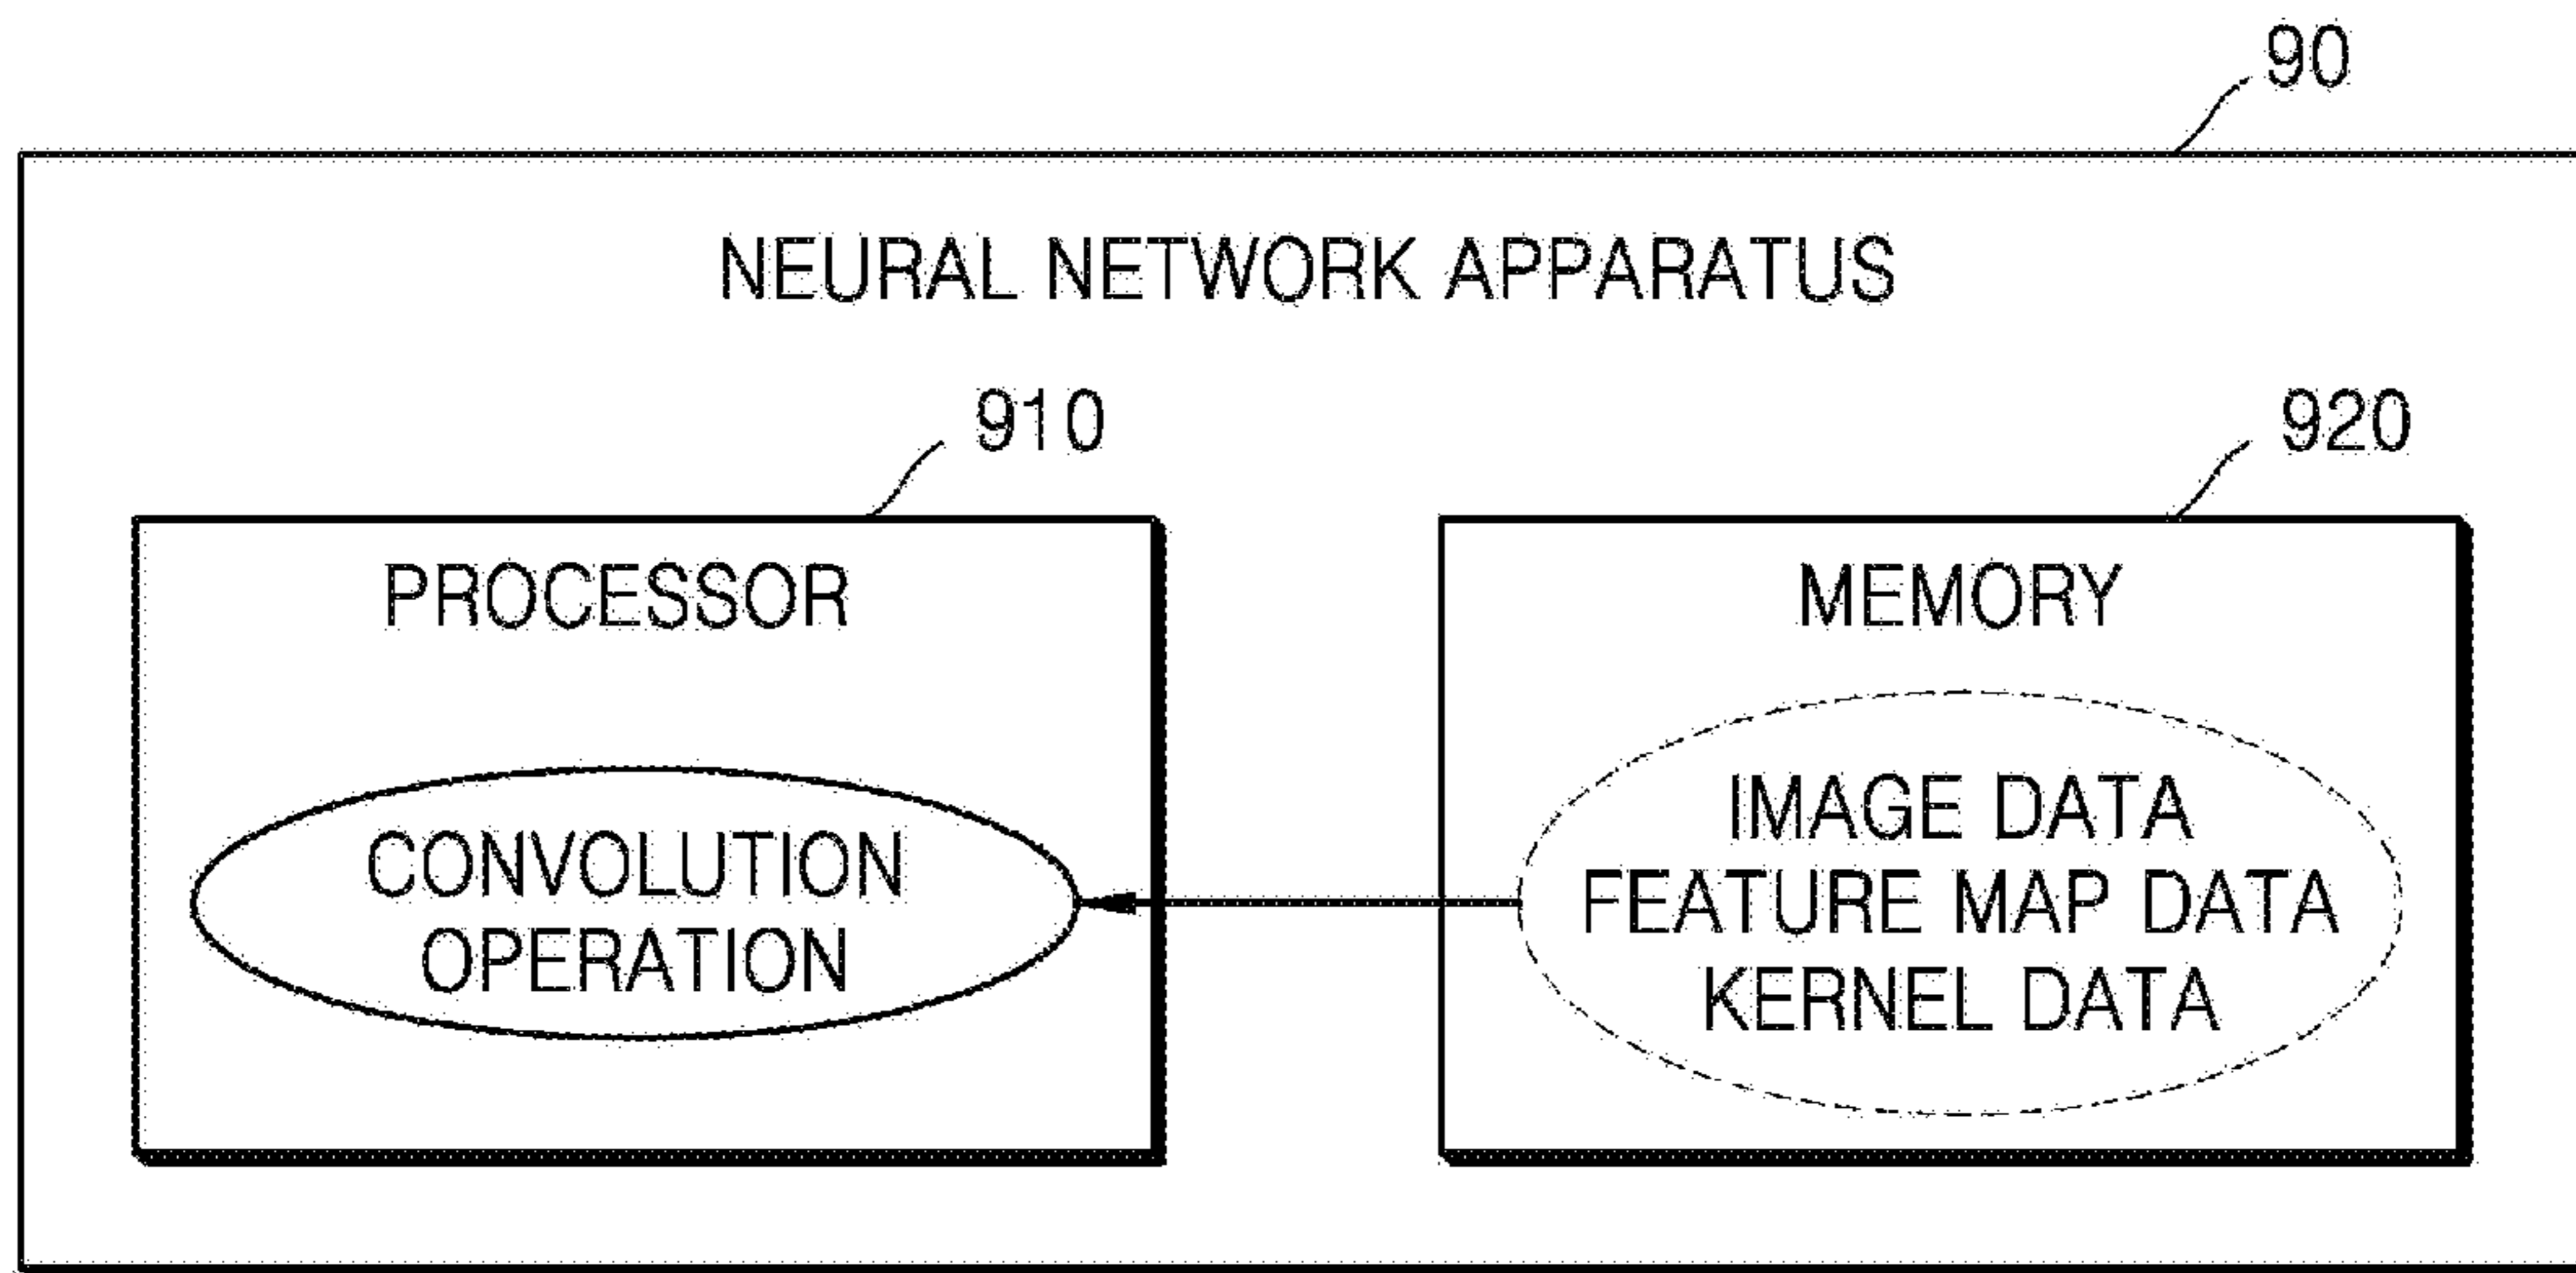 90
NEURAL NETWORK APPARATUS
910
920
PROCESSOR
MEMORY
CONVOLUTION
OPERATION
IMAGE DATA
FEATURE MAP DATA
KERNEL DATA